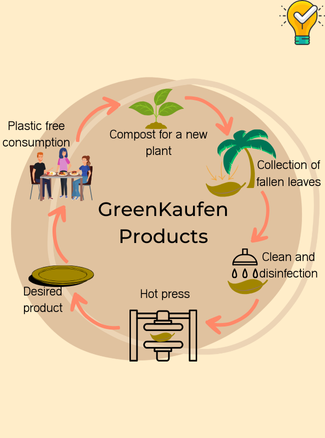 Plastic free
consumption
Compost for a new
plant
Collection of
fallen leaves
GreenKaufen
Products
Clean and
disinfection
Hot press
Desired
product